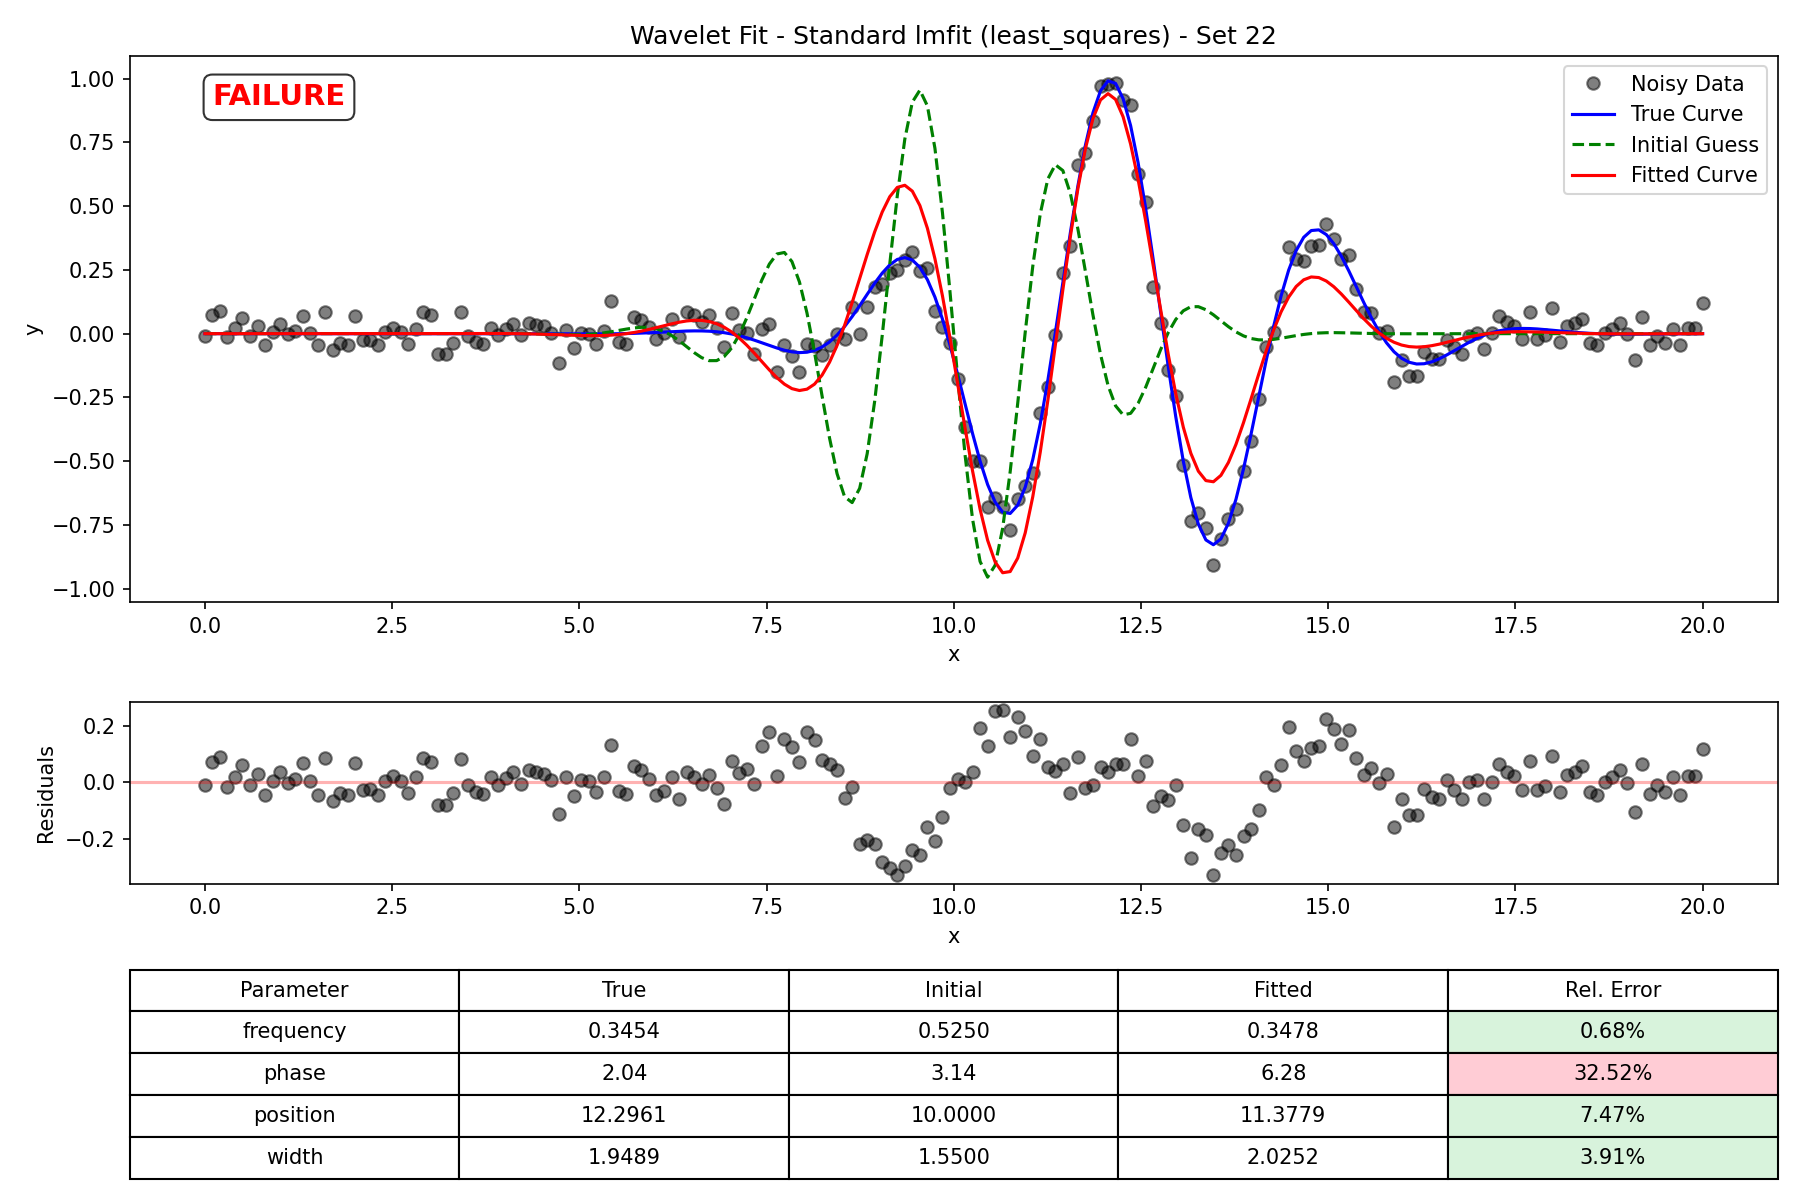 Wavelet Fit - Standard lmfit (least_squares) - Set 22
FAILURE
Noisy Data
True Curve
Initial Guess
Fitted Curve
1.00
0.75
0.50
0.25
0.00
−0.25
−0.50
−0.75
−1.00
y
0.0 2.5 5.0 7.5 10.0 12.5 15.0 17.5 20.0
x
0.2
0.0
−0.2
Residuals
0.0 2.5 5.0 7.5 10.0 12.5 15.0 17.5 20.0
x
Parameter True Initial Fitted Rel. Error
frequency 0.3454 0.5250 0.3478 0.68%
phase 2.04 3.14 6.28 32.52%
position 12.2961 10.0000 11.3779 7.47%
width 1.9489 1.5500 2.0252 3.91%